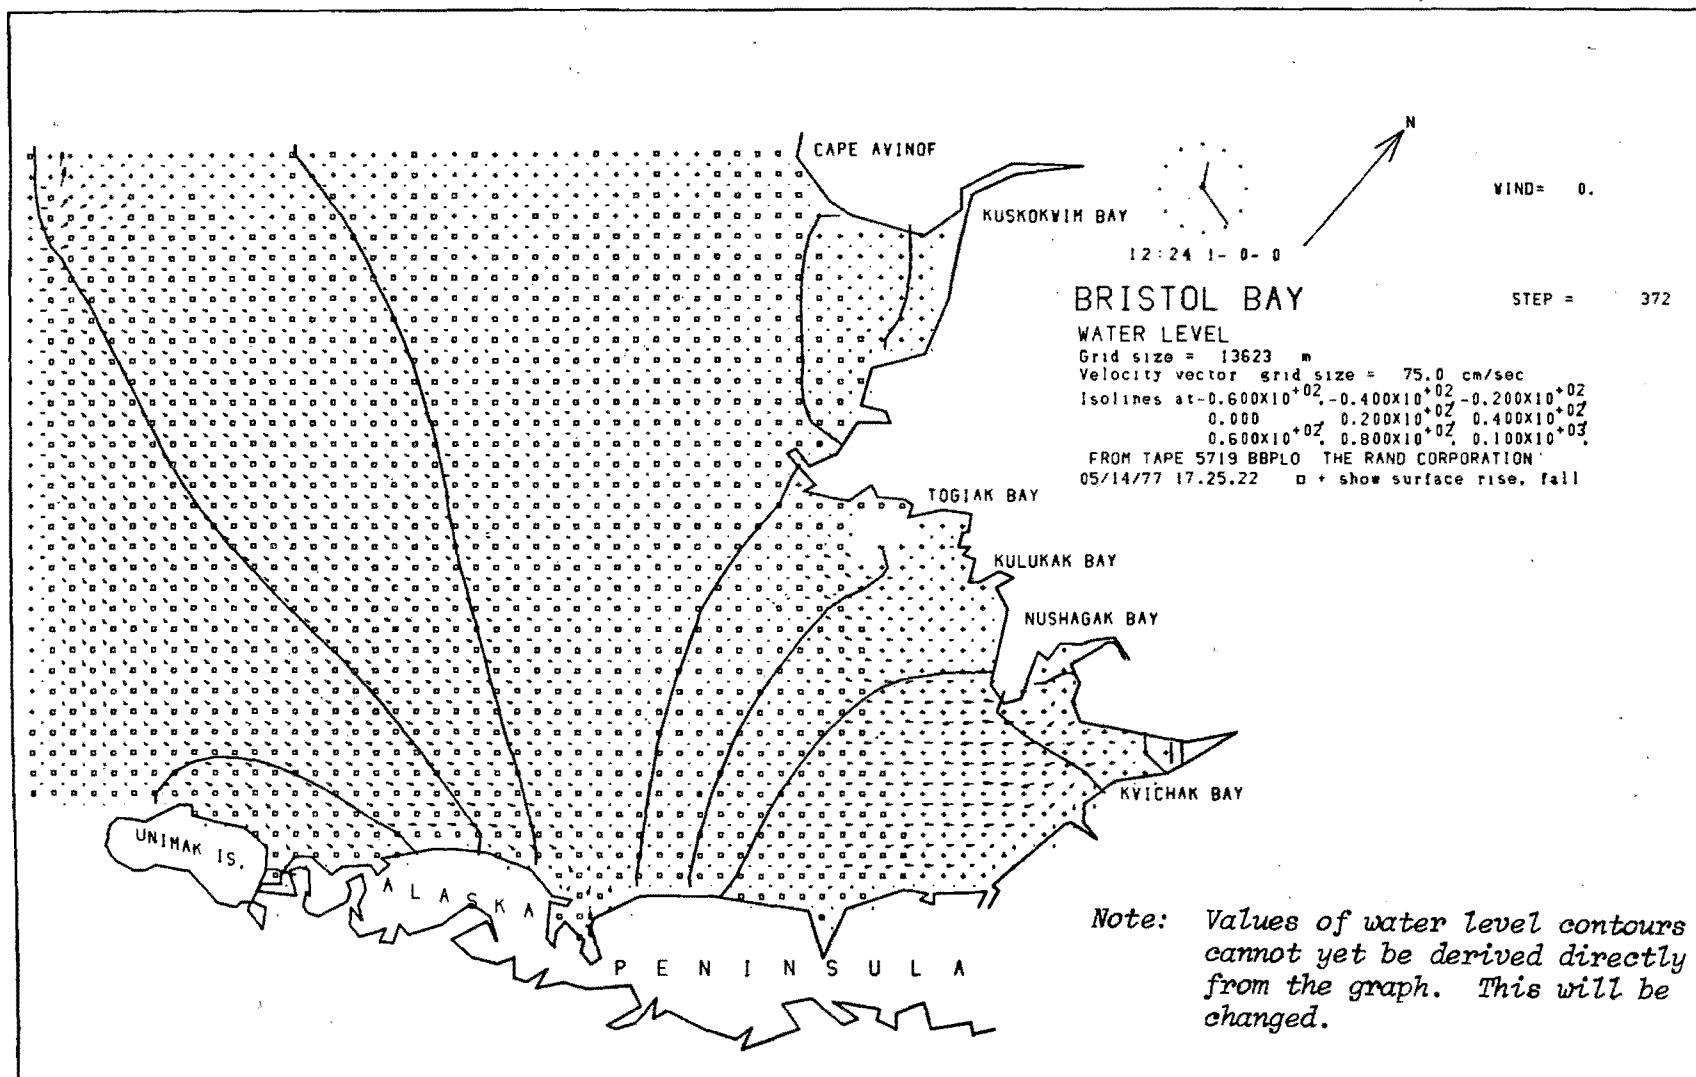 N
CAPE AVINOF
WIND= 0.
KUSKOKWIM BAY
12:24 1- 0- 0
BRISTOL BAY
STEP = 372
WATER LEVEL
Grid size = 13623 m
Velocity vector grid size = 75.0 cm/sec
Isolines at-0.600X10+02,-0.400X10+02,-0.200X10+02,
0.000 0.200X10+02, 0.400X10+02,
0.600X10+02, 0.800X10+02, 0.100X10+03,
FROM TAPE 5719 BBPLO THE RAND CORPORATION
05/14/77 17.25.22 □ + show surface rise, fall
TOGIAK BAY
KULUKAK BAY
NUSHAGAK BAY
KVICHAK BAY
UNIMAK IS.
ALASKA
PENINSULA
Note: Values of water level contours
cannot yet be derived directly
from the graph. This will be
changed.